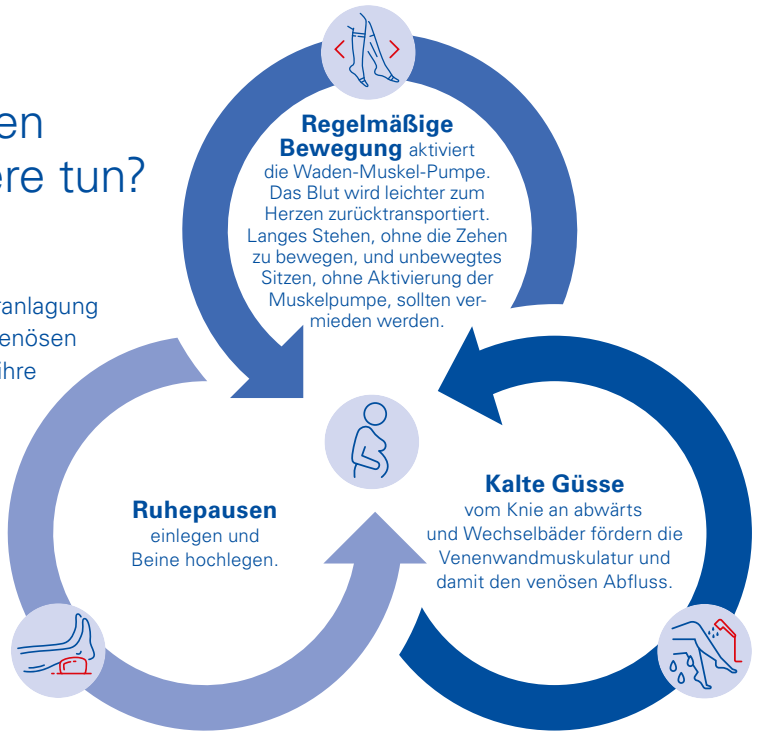 en
ere tun?
ranlagung
enösen
ihre
Regelmäßige
Bewegung aktiviert
die Waden-Muskel-Pumpe.
Das Blut wird leichter zum
Herzen zurücktransportiert.
Langes Stehen, ohne die Zehen
zu bewegen, und unbewegtes
Sitzen, ohne Aktivierung der
Muskelpumpe, sollten ver-
mieden werden.
Ruhepausen
einlegen und
Beine hochlegen.
Kalte Güsse
vom Knie an abwärts
und Wechselbäder fördern die
Venenwandmuskulatur und
damit den venösen Abfluss.